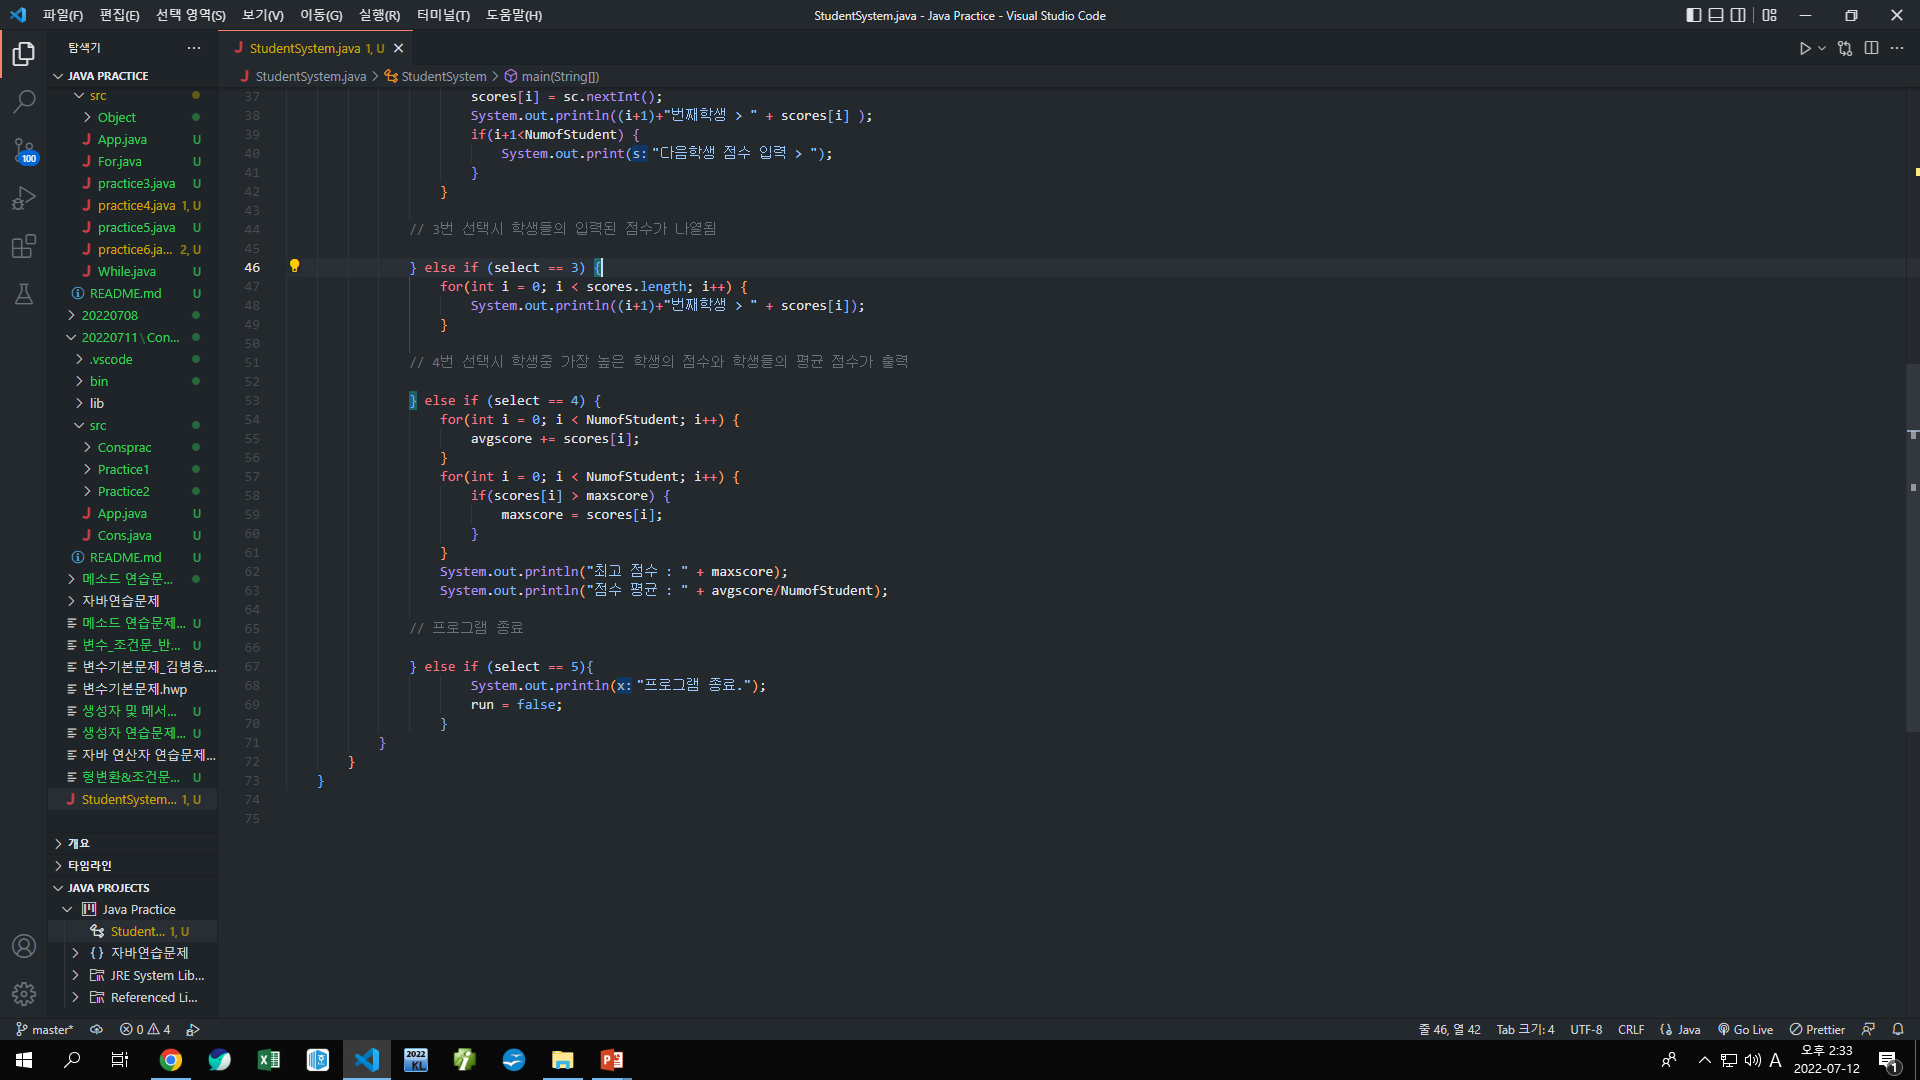 파일(F) 편집(E) 선택 영역(S) 보기(V) 이동(G) 실행(R) 터미널(T) 도움말(H)
StudentSystem.java - Java Practice - Visual Studio Code
탐색기
JAVA PRACTICE
src
Object
App.java U
For.java U
practice3.java U
practice4.java 1, U
practice5.java U
practice6.ja... 2, U
While.java U
README.md U
20220708
20220711 \ Con...
.vscode
bin
lib
src
Consprac
Practice1
Practice2
App.java U
Cons.java U
README.md U
메소드 연습문...
자바연습문제
메소드 연습문제... U
변수_조건문_반... U
변수기본문제_김병용....
변수기본문제.hwp
생성자 및 메서... U
생성자 연습문제... U
자바 연산자 연습문제...
형변환&조건문... U
StudentSystem... 1, U
개요
타임라인
JAVA PROJECTS
Java Practice
Student... 1, U
{} 자바연습문제
JRE System Lib...
Referenced Li...
100
StudentSystem.java 1, U
StudentSystem.java > StudentSystem > main(String[])
37 scores[i] = sc.nextInt();
38 System.out.println((i+1)+"번째학생 > " + scores[i] );
39 if(i+1<NumofStudent) {
40 System.out.print(s: "다음학생 점수 입력 > ");
41 }
42 }
43
44 // 3번 선택시 학생들의 입력된 점수가 나열됨
45
46 } else if (select == 3) {
47 for(int i = 0; i < scores.length; i++) {
48 System.out.println((i+1)+"번째학생 > " + scores[i]);
49 }
50
51 // 4번 선택시 학생중 가장 높은 학생의 점수와 학생들의 평균 점수가 출력
52
53 } else if (select == 4) {
54 for(int i = 0; i < NumofStudent; i++) {
55 avgscore += scores[i];
56 }
57 for(int i = 0; i < NumofStudent; i++) {
58 if(scores[i] > maxscore) {
59 maxscore = scores[i];
60 }
61 }
62 System.out.println("최고 점수 : " + maxscore);
63 System.out.println("점수 평균 : " + avgscore/NumofStudent);
64
65 // 프로그램 종료
66
67 } else if (select == 5){
68 System.out.println(x: "프로그램 종료.");
69 run = false;
70 }
71 }
72 }
73 }
74
75
master* 0 4
줄 46, 열 42 Tab 크기: 4 UTF-8 CRLF Java Go Live Prettier
2022 KL
A 오후 2:33
2022-07-12
1